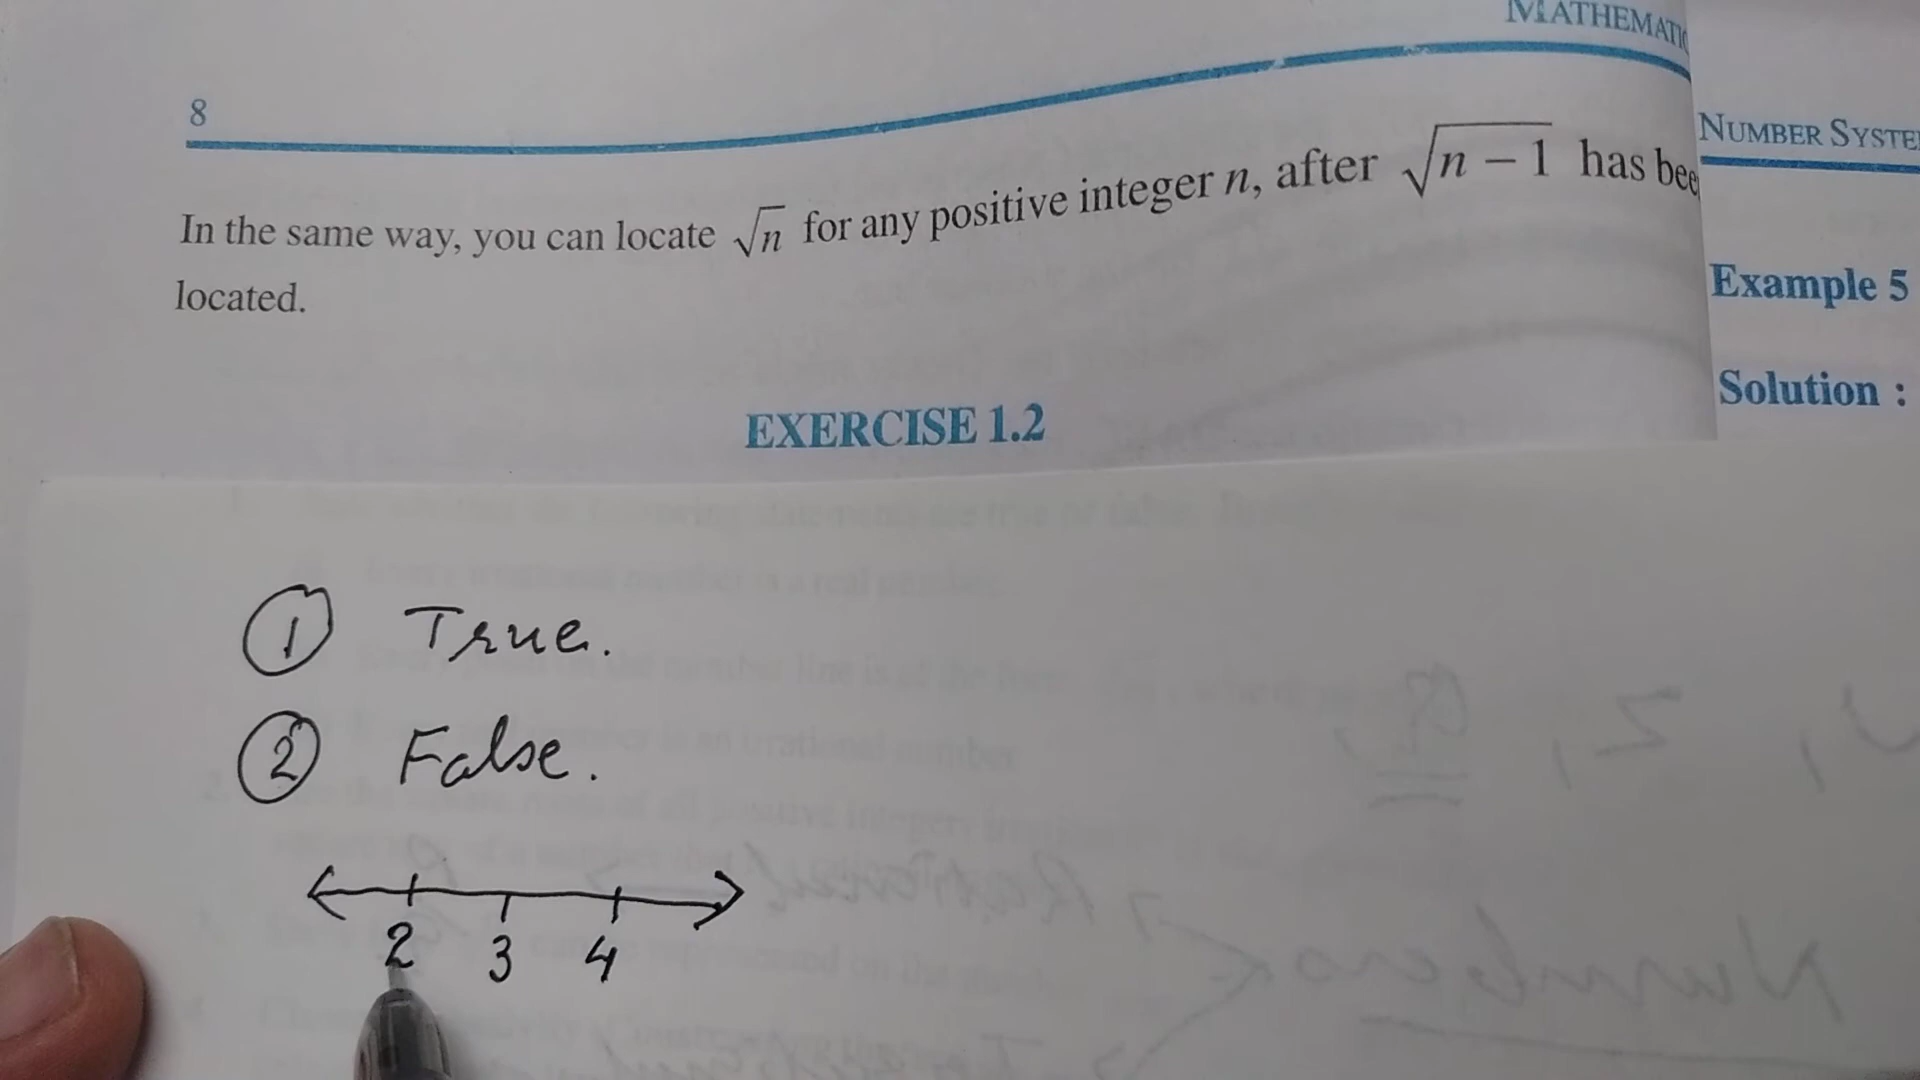 MATHEMATIC
8
In the same way, you can locate √n for any positive integer n, after √n − 1 has bee
located.
EXERCISE 1.2
NUMBER SYSTE
Example 5
Solution :
① True.
② False.
2 3 4